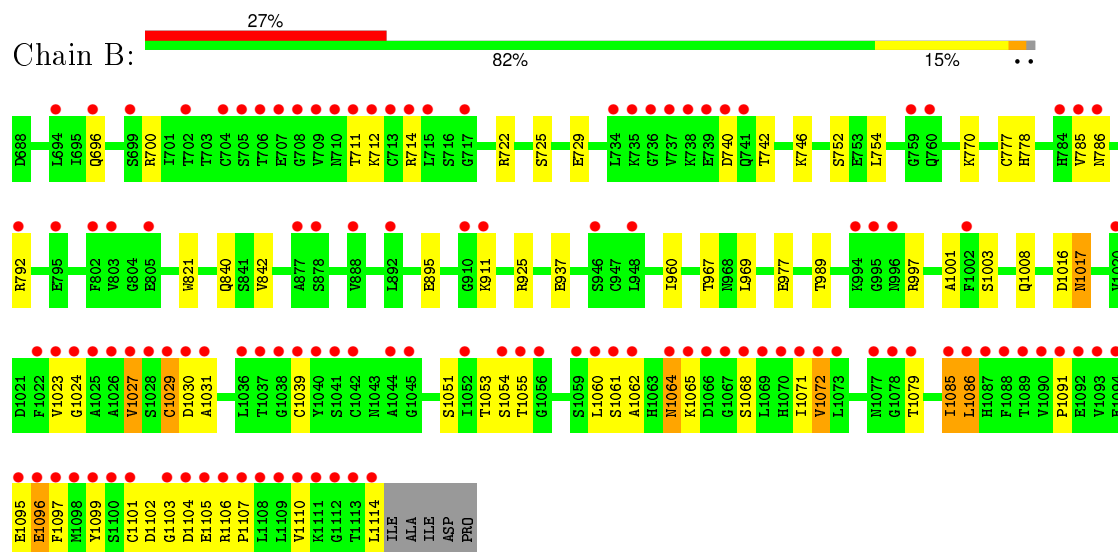 27%
Chain B:
82% 15% • •
D688 L694 I695 Q696 S699 R700 I701 T702 T703 C704 S705 T706 E707 G708 V709 N710 T711 K712 C713 R714 L715 S716 G717 R722 S725 E729 L734 K735 G736 V737 K738 E739 D740 Q741 T742 K746 S752 E753 L754 G759 Q760 K770 C777 H778 H784 V785 N786
R792 E795 F802 V803 G804 E805 W821 Q840 S841 V842 A877 S878 V888 L892 E895 G910 K911 R925 E937 S946 C947 L948 I960 T967 N968 L969 E977 T989 K994 G995 N996 R997 A1001 F1002 S1003 Q1008 D1016 N1017 V1020
D1021 F1022 V1023 G1024 A1025 A1026 V1027 S1028 C1029 D1030 A1031 L1036 T1037 G1038 C1039 Y1040 S1041 C1042 N1043 A1044 G1045 S1051 I1052 T1053 S1054 T1055 G1056 S1059 L1060 S1061 A1062 H1063 N1064 K1065 D1066 G1067 S1068 L1069 H1070 I1071 V1072 L1073 N1077 G1078 T1079 I1085 L1086 H1087 F1088 T1089 V1090 P1091 E1092 V1093
E1095 E1096 F1097 M1098 Y1099 S1100 C1101 D1102 G1103 D1104 E1105 R1106 P1107 L1108 L1109 V1110 K1111 G1112 T1113 L1114 ILE ALA ILE ASP PRO